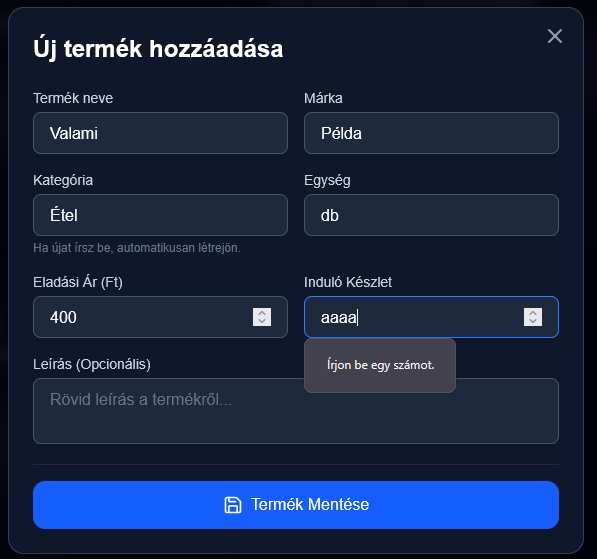 Új termék hozzáadása
Termék neve
Márka
Valami
Példa
Kategória
Egység
Étel
db
Ha újat írsz be, automatikusan létrejön.
Eladási Ár (Ft)
Induló Készlet
400
aaaa
Írjon be egy számot.
Leírás (Opcionális)
Rövid leírás a termékről...
Termék Mentése